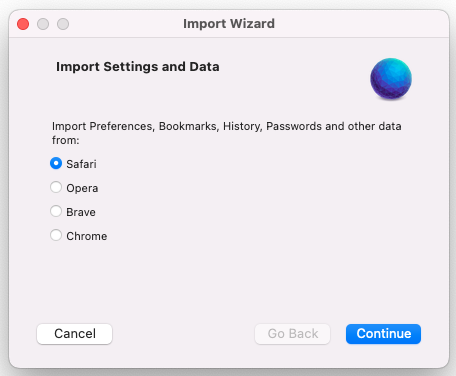 Import Wizard
Import Settings and Data
Import Preferences, Bookmarks, History, Passwords and other data
from:
Safari
Opera
Brave
Chrome
Cancel
Go Back
Continue